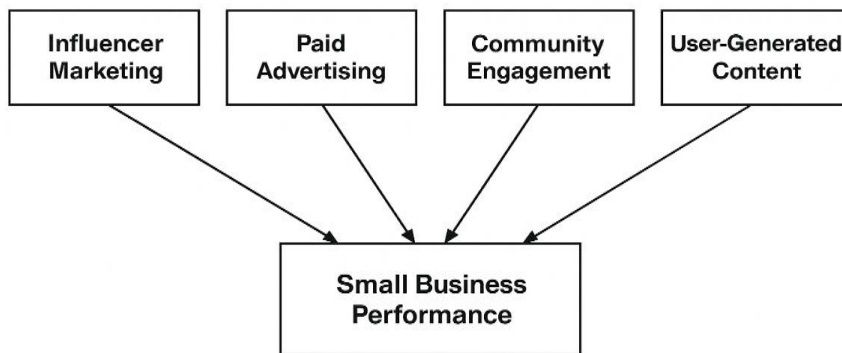 Influencer
Marketing
Paid
Advertising
Community
Engagement
User-Generated
Content
Small Business
Performance